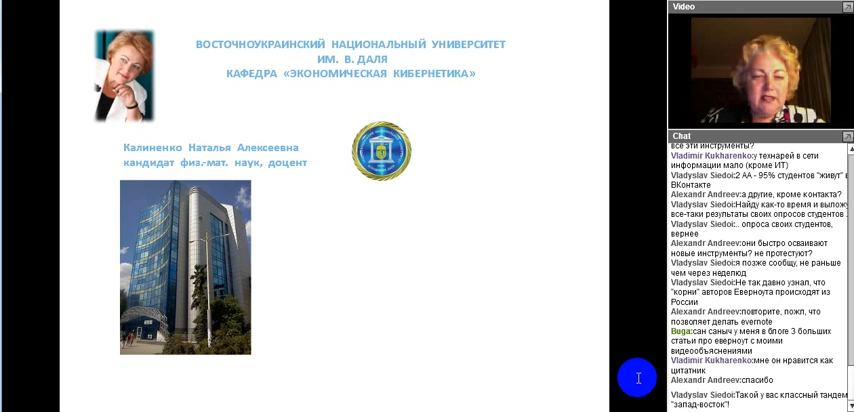 ВОСТОЧНОУКРАИНСКИЙ НАЦИОНАЛЬНЫЙ УНИВЕРСИТЕТ
ИМ. В. ДАЛЯ
КАФЕДРА «ЭКОНОМИЧЕСКАЯ КИБЕРНЕТИКА»
Калиненко Наталья Алексеевна
кандидат физ.-мат. наук, доцент
Video
Chat
все эти инструменты?
Vladimir Kukharenko:у технарей в сети
информации мало (кроме ИТ)
Vladyslav Siedoi:2 АА - 95% студентов "живут" в
ВКонтакте
Alexandr Andreev:а другие, кроме контакта?
Vladyslav Siedoi:Найду как-то время и выложу
все-таки результаты своих опросов студентов .
Vladyslav Siedoi:.. опроса своих студентов,
вернее
Alexandr Andreev:они быстро осваивают
новые инструменты? не протестуют?
Vladyslav Siedoi:я позже сообщу, не раньше
чем через неделюд
Vladyslav Siedoi:Не так давно узнал, что
"корни" авторов Еверноута происходят из
России
Alexandr Andreev:повторите, пожл, что
позволяет делать evernote
Buga:сан саныч у меня в блоге 3 больших
статьи про еверноут с моими
видеообъяснениями
Vladimir Kukharenko:мне он нравится как
цитатник
Alexandr Andreev:спасибо
Vladyslav Siedoi:Такой у вас классный тандем
"запад-восток"!